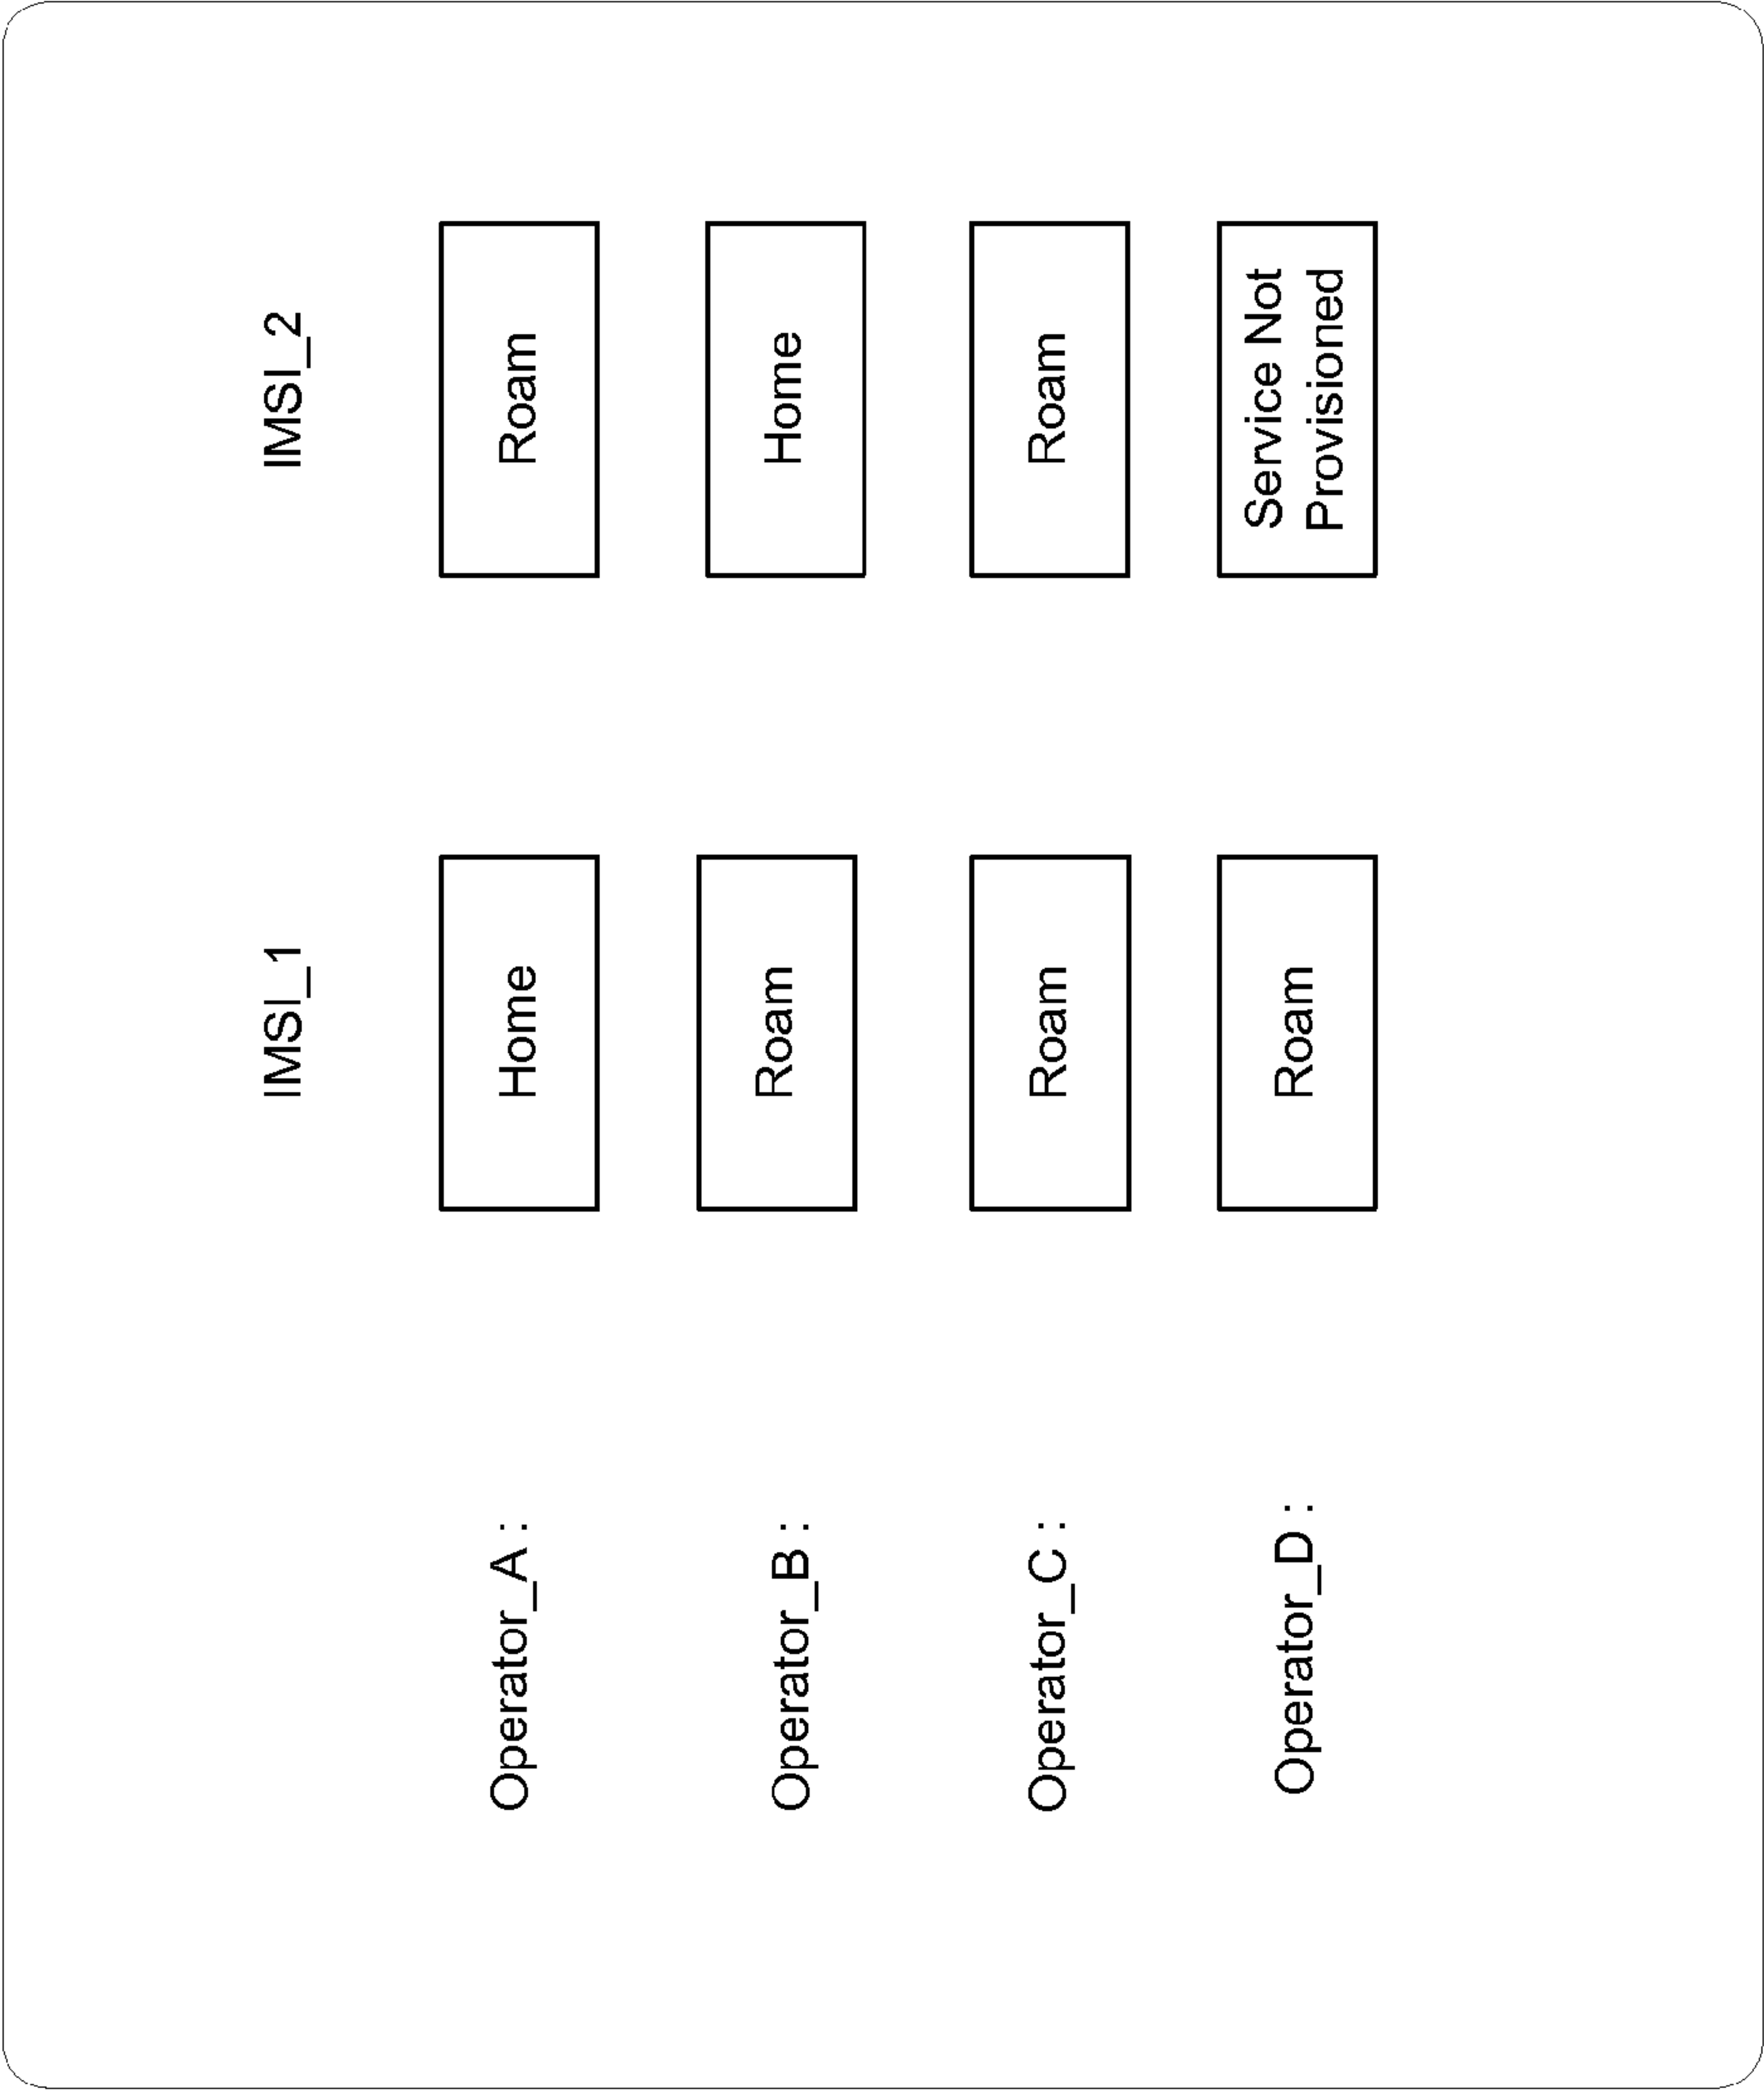 IMSI_1
IMSI_2
Operator_A :
Home
Roam
Operator_B :
Roam
Home
Operator_C :
Roam
Roam
Operator_D :
Roam
Service Not
Provisioned